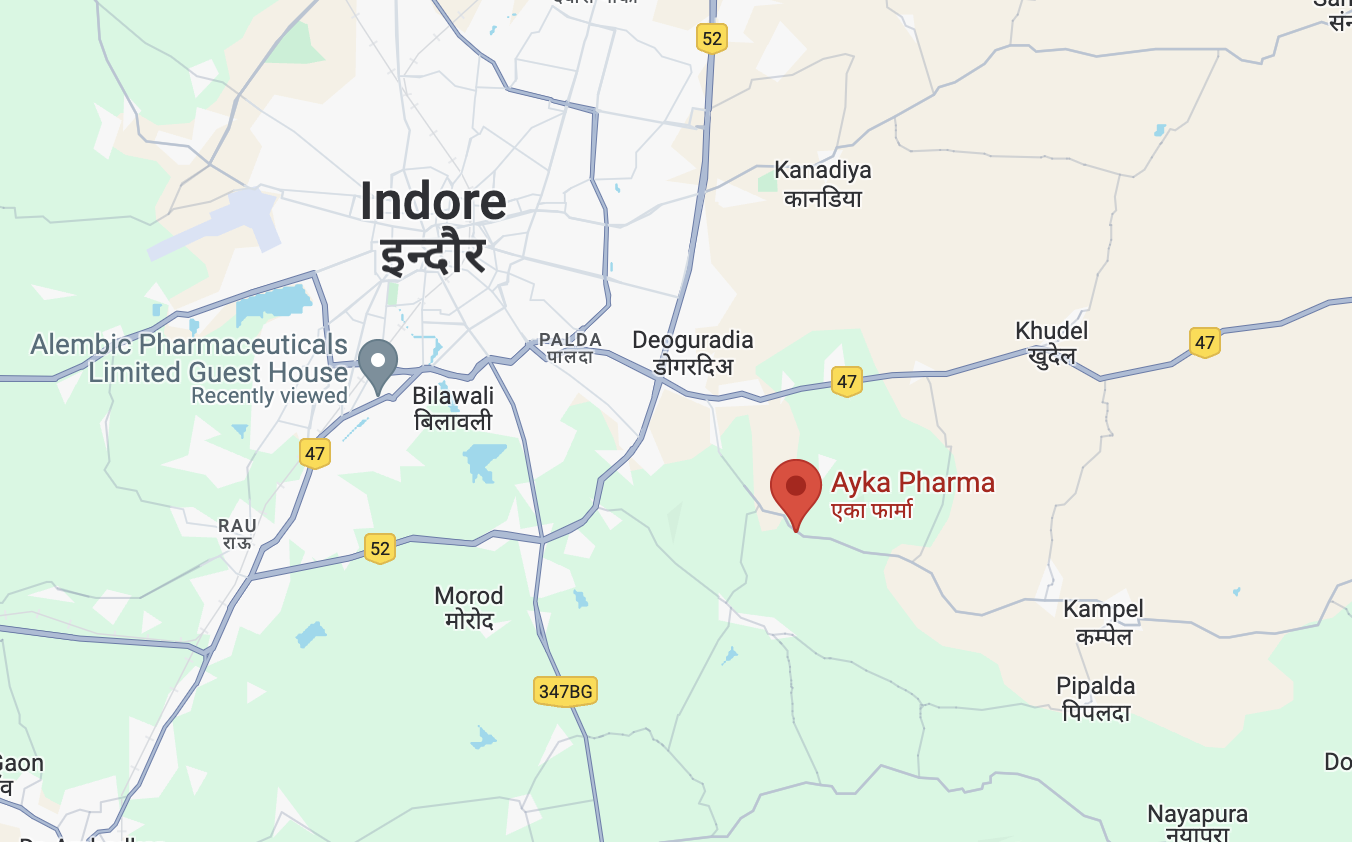 52
Kanadiya
कानडिया
Indore
इन्दौर
Alembic Pharmaceuticals
Limited Guest House
Recently viewed
PALDA
पालदा
Deoguradia
डोगरदिअ
Khudel
खुदेल
47
47
Bilawali
बिलावली
47
Ayka Pharma
एका फार्मा
RAU
राऊ
52
Morod
मोरोद
Kampel
कम्पेल
347BG
Pipalda
पिपलदा
Gaon
Do
Nayapura
नयापुरा